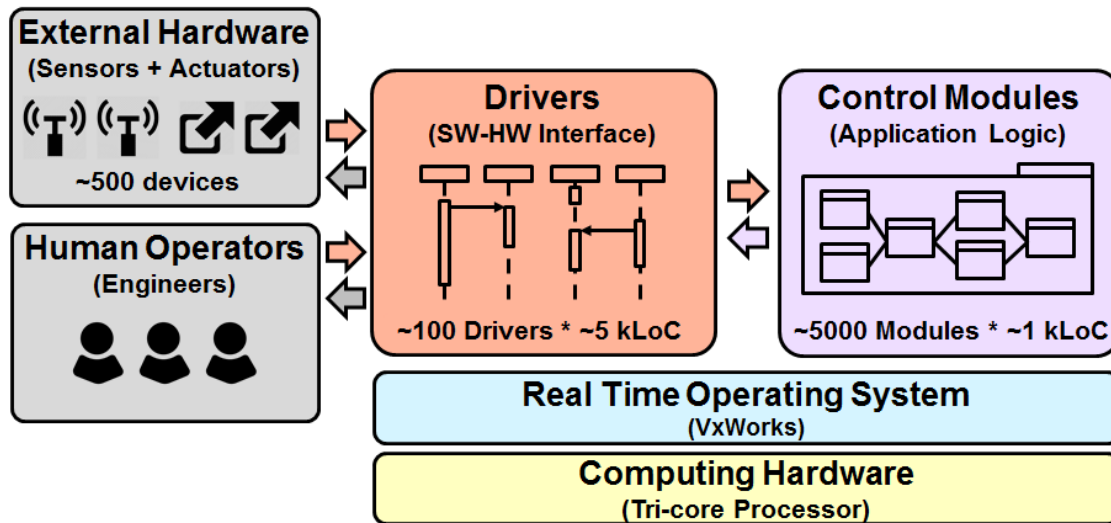 External Hardware
(Sensors + Actuators)
~500 devices
Human Operators
(Engineers)
Drivers
(SW-HW Interface)
~100 Drivers * ~5 kLoC
Control Modules
(Application Logic)
~5000 Modules * ~1 kLoC
Real Time Operating System
(VxWorks)
Computing Hardware
(Tri-core Processor)